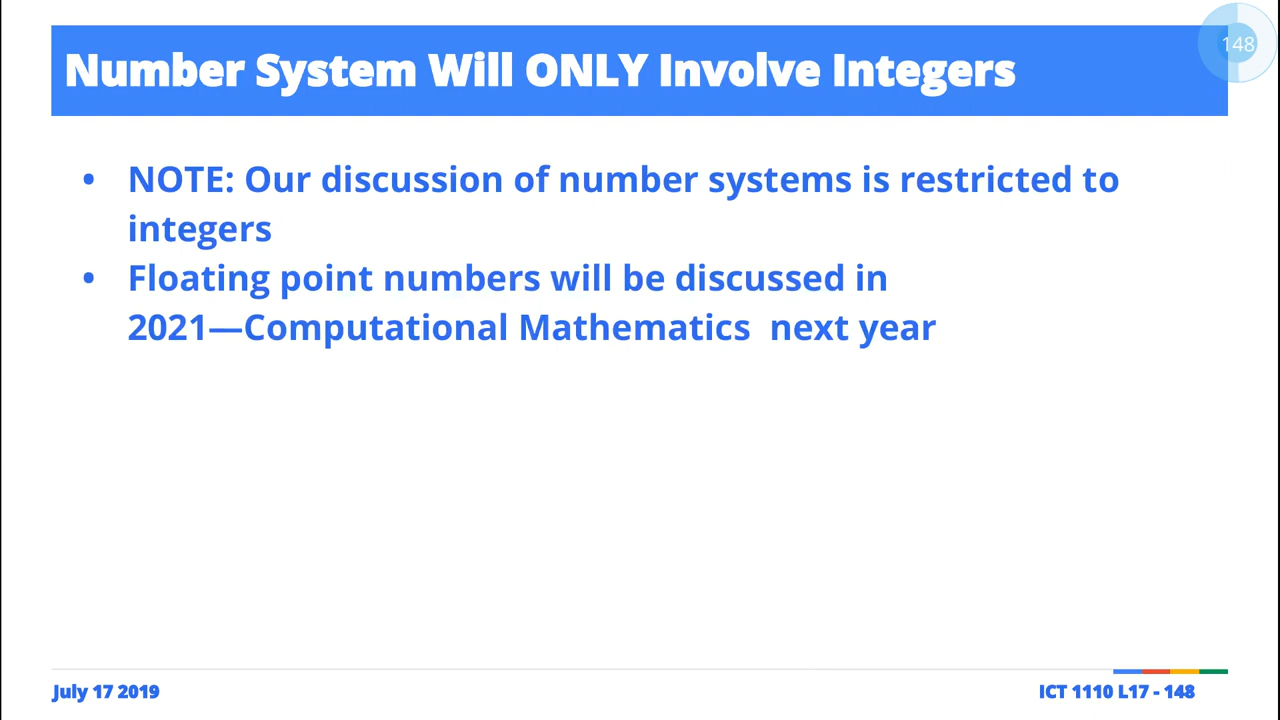 148
Number System Will ONLY Involve Integers
• NOTE: Our discussion of number systems is restricted to
integers
• Floating point numbers will be discussed in
2021—Computational Mathematics  next year
July 17 2019
ICT 1110 L17 - 148